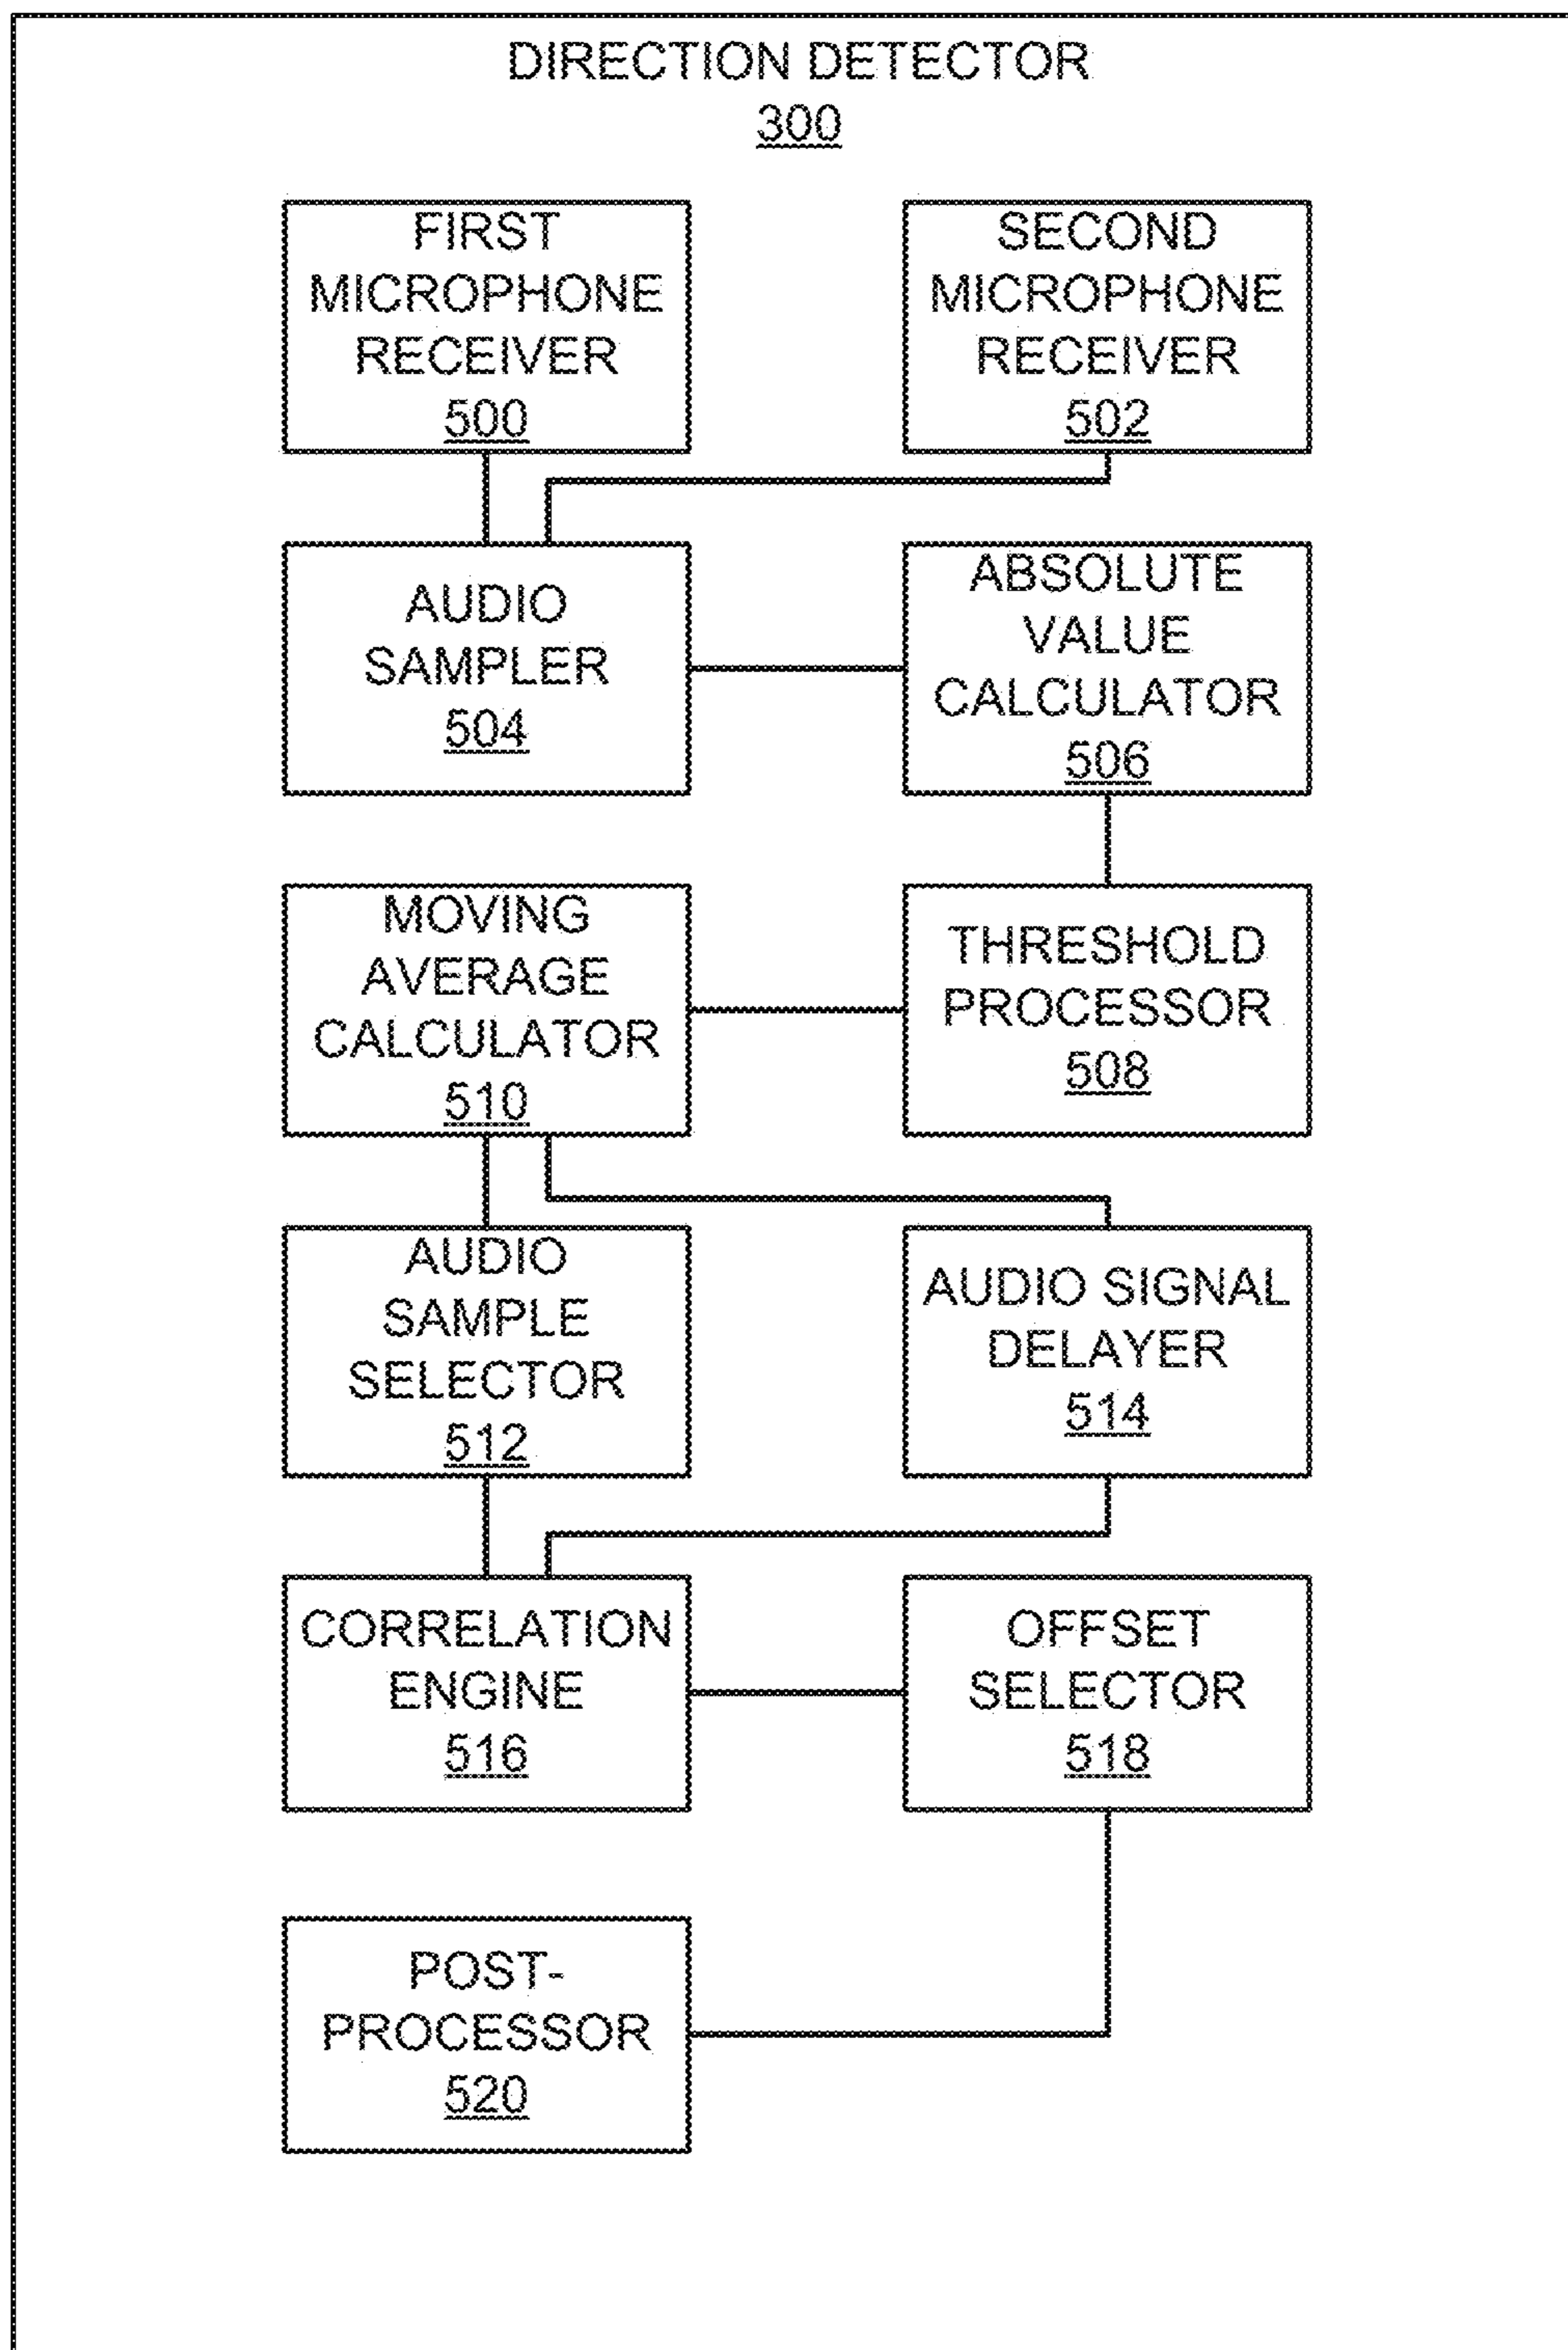 DIRECTION DETECTOR
300
FIRST
MICROPHONE
RECEIVER
500
SECOND
MICROPHONE
RECEIVER
502
AUDIO
SAMPLER
504
ABSOLUTE
VALUE
CALCULATOR
506
MOVING
AVERAGE
CALCULATOR
510
THRESHOLD
PROCESSOR
508
AUDIO
SAMPLE
SELECTOR
512
AUDIO SIGNAL
DELAYER
514
CORRELATION
ENGINE
516
OFFSET
SELECTOR
518
POST-
PROCESSOR
520